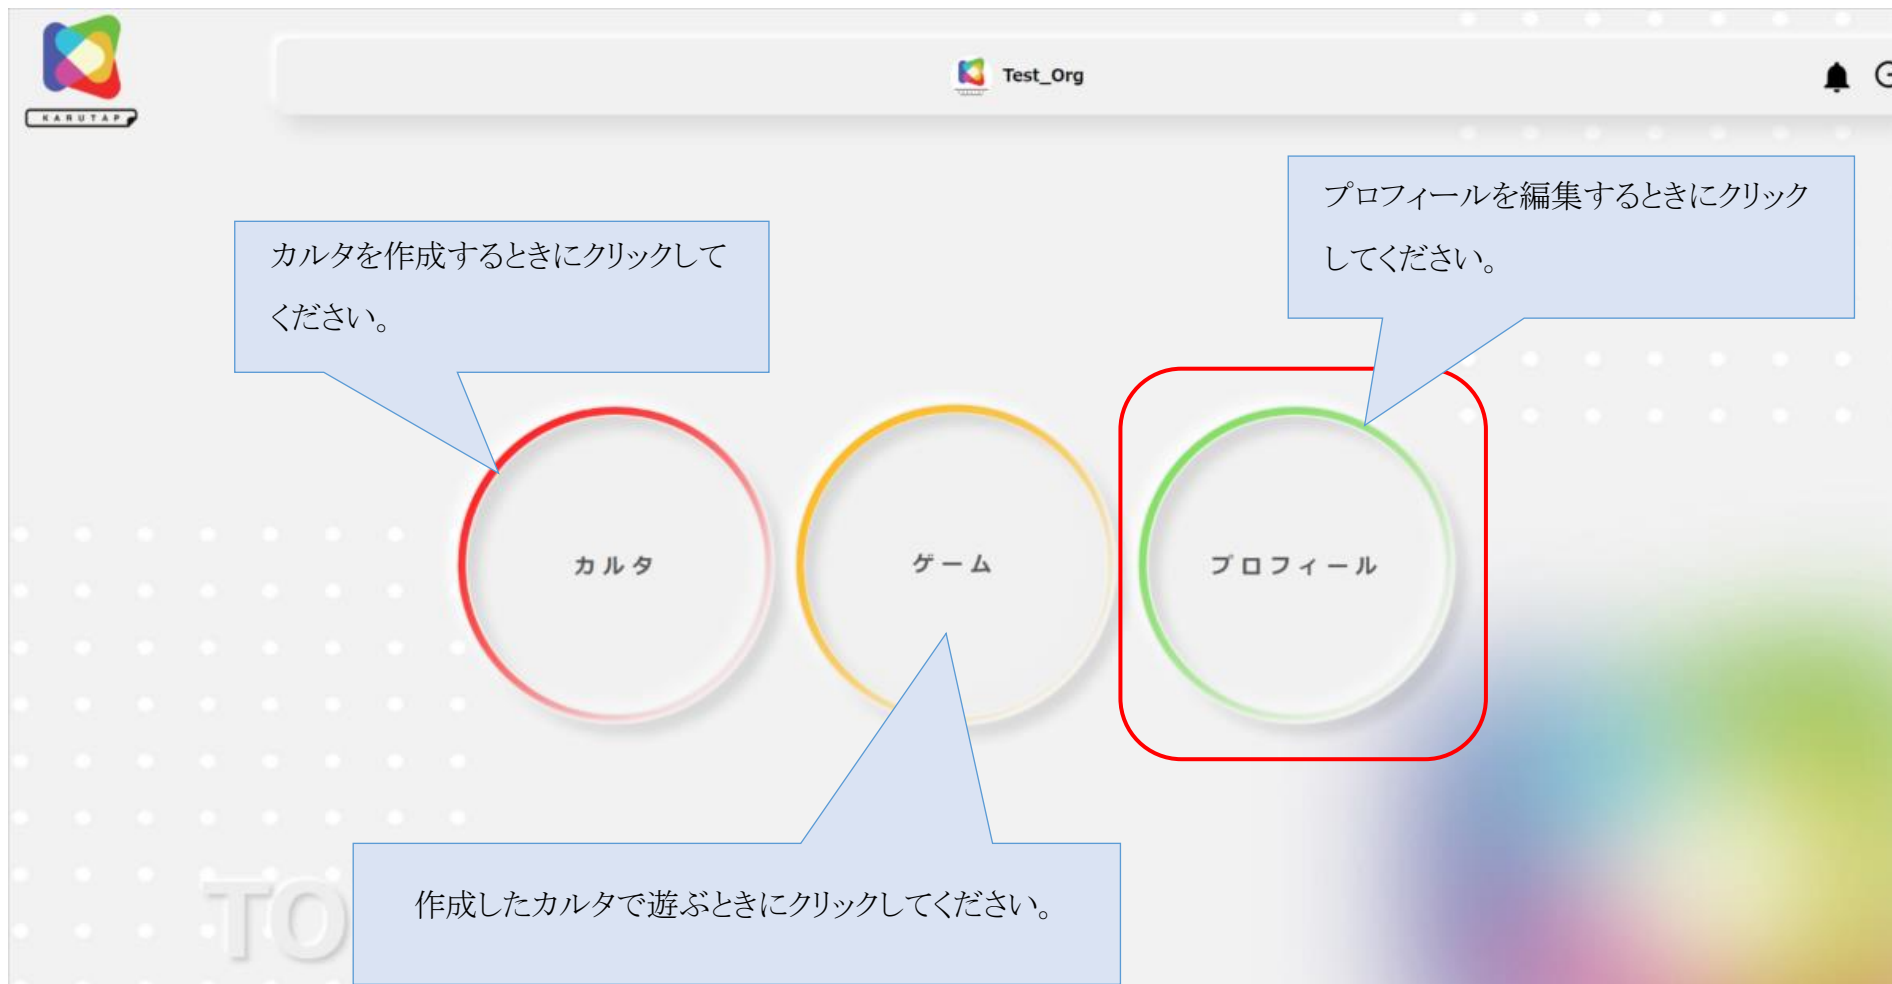 KARUTAP
Test_Org
プロフィールを編集するときにクリック
してください。
カルタを作成するときにクリックして
ください。
カルタ
ゲーム
プロフィール
TO
作成したカルタで遊ぶときにクリックしてください。